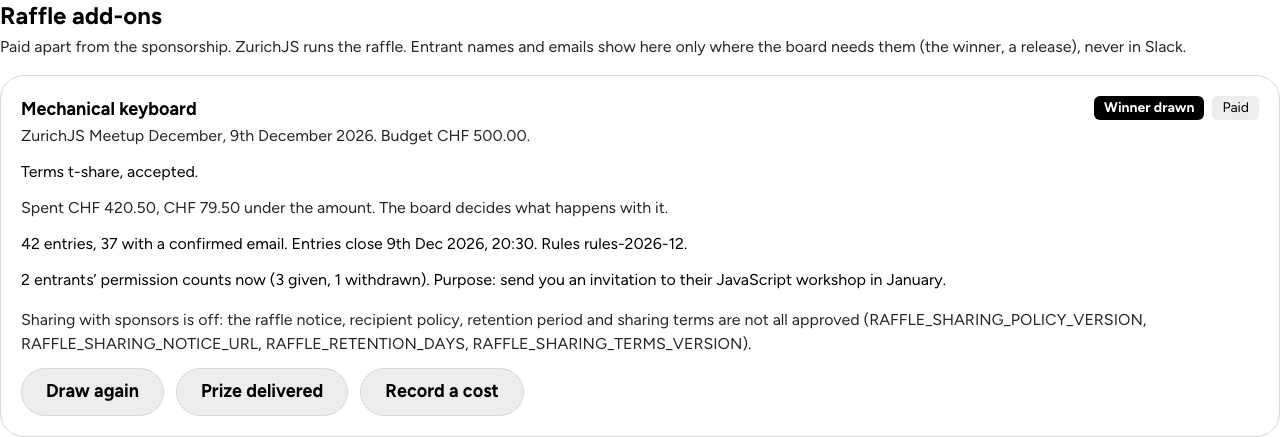 Raffle add-ons
Paid apart from the sponsorship. ZurichJS runs the raffle. Entrant names and emails show here only where the board needs them (the winner, a release), never in Slack.
Mechanical keyboard
Winner drawn
Paid
ZurichJS Meetup December, 9th December 2026. Budget CHF 500.00.
Terms t-share, accepted.
Spent CHF 420.50, CHF 79.50 under the amount. The board decides what happens with it.
42 entries, 37 with a confirmed email. Entries close 9th Dec 2026, 20:30. Rules rules-2026-12.
2 entrants’ permission counts now (3 given, 1 withdrawn). Purpose: send you an invitation to their JavaScript workshop in January.
Sharing with sponsors is off: the raffle notice, recipient policy, retention period and sharing terms are not all approved (RAFFLE_SHARING_POLICY_VERSION,
RAFFLE_SHARING_NOTICE_URL, RAFFLE_RETENTION_DAYS, RAFFLE_SHARING_TERMS_VERSION).
Draw again
Prize delivered
Record a cost